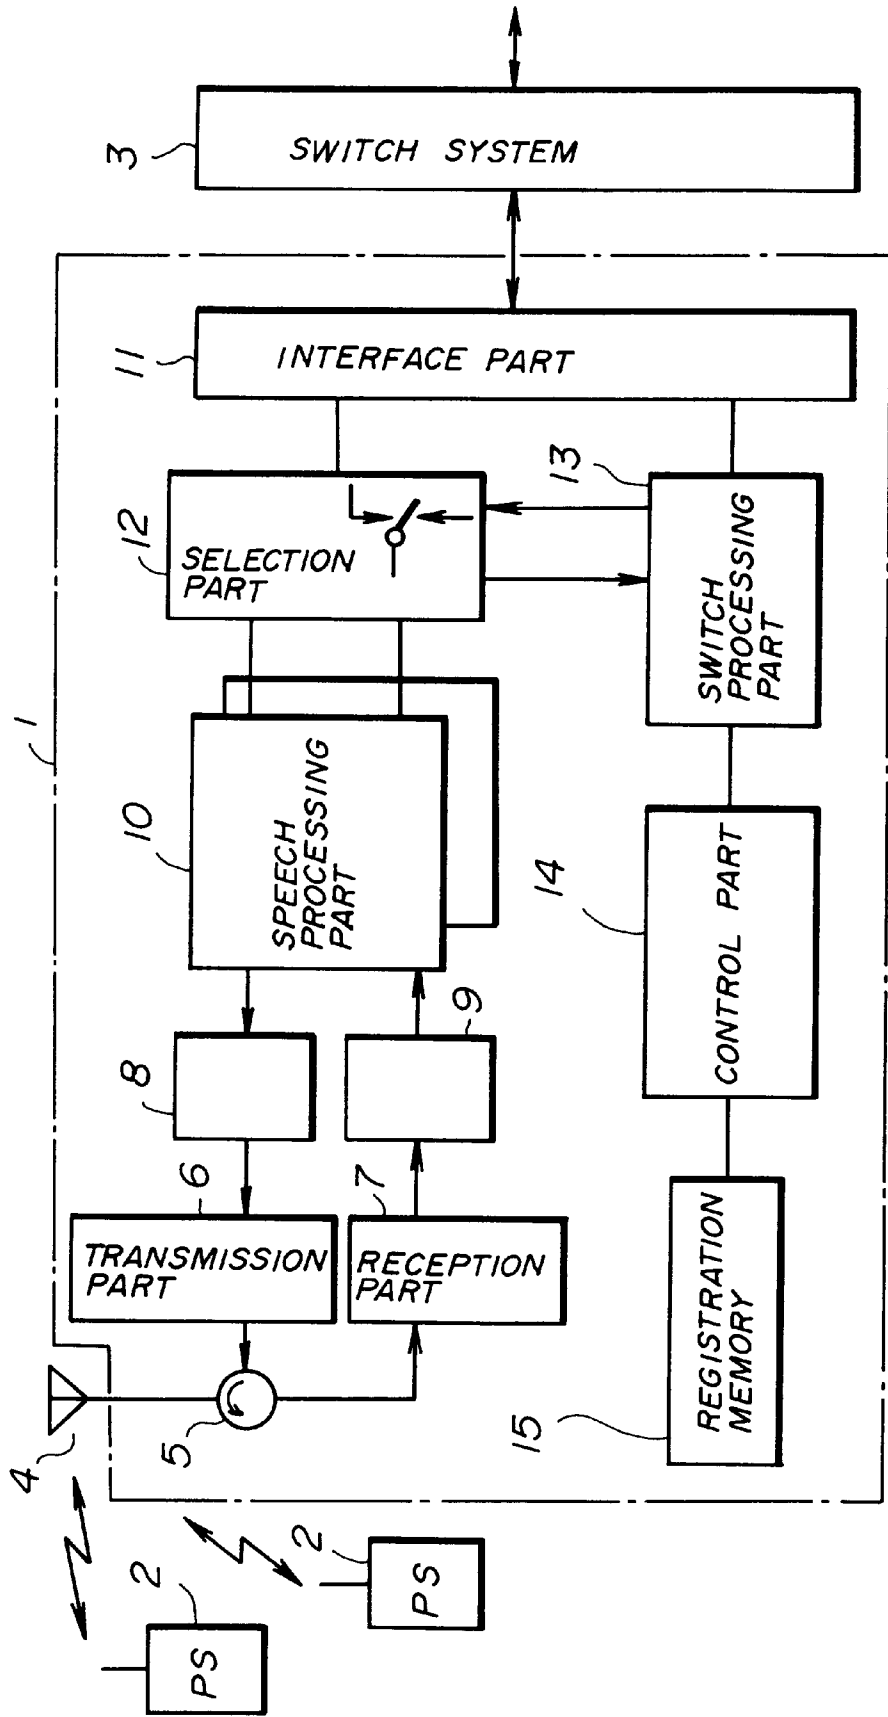 1
3
SWITCH SYSTEM
11
INTERFACE PART
12
SELECTION
PART
13
SWITCH
PROCESSING
PART
10
SPEECH
PROCESSING
PART
14
CONTROL PART
8
9
6
TRANSMISSION
PART
7
RECEPTION
PART
15
REGISTRATION
MEMORY
4
5
2
PS
2
PS